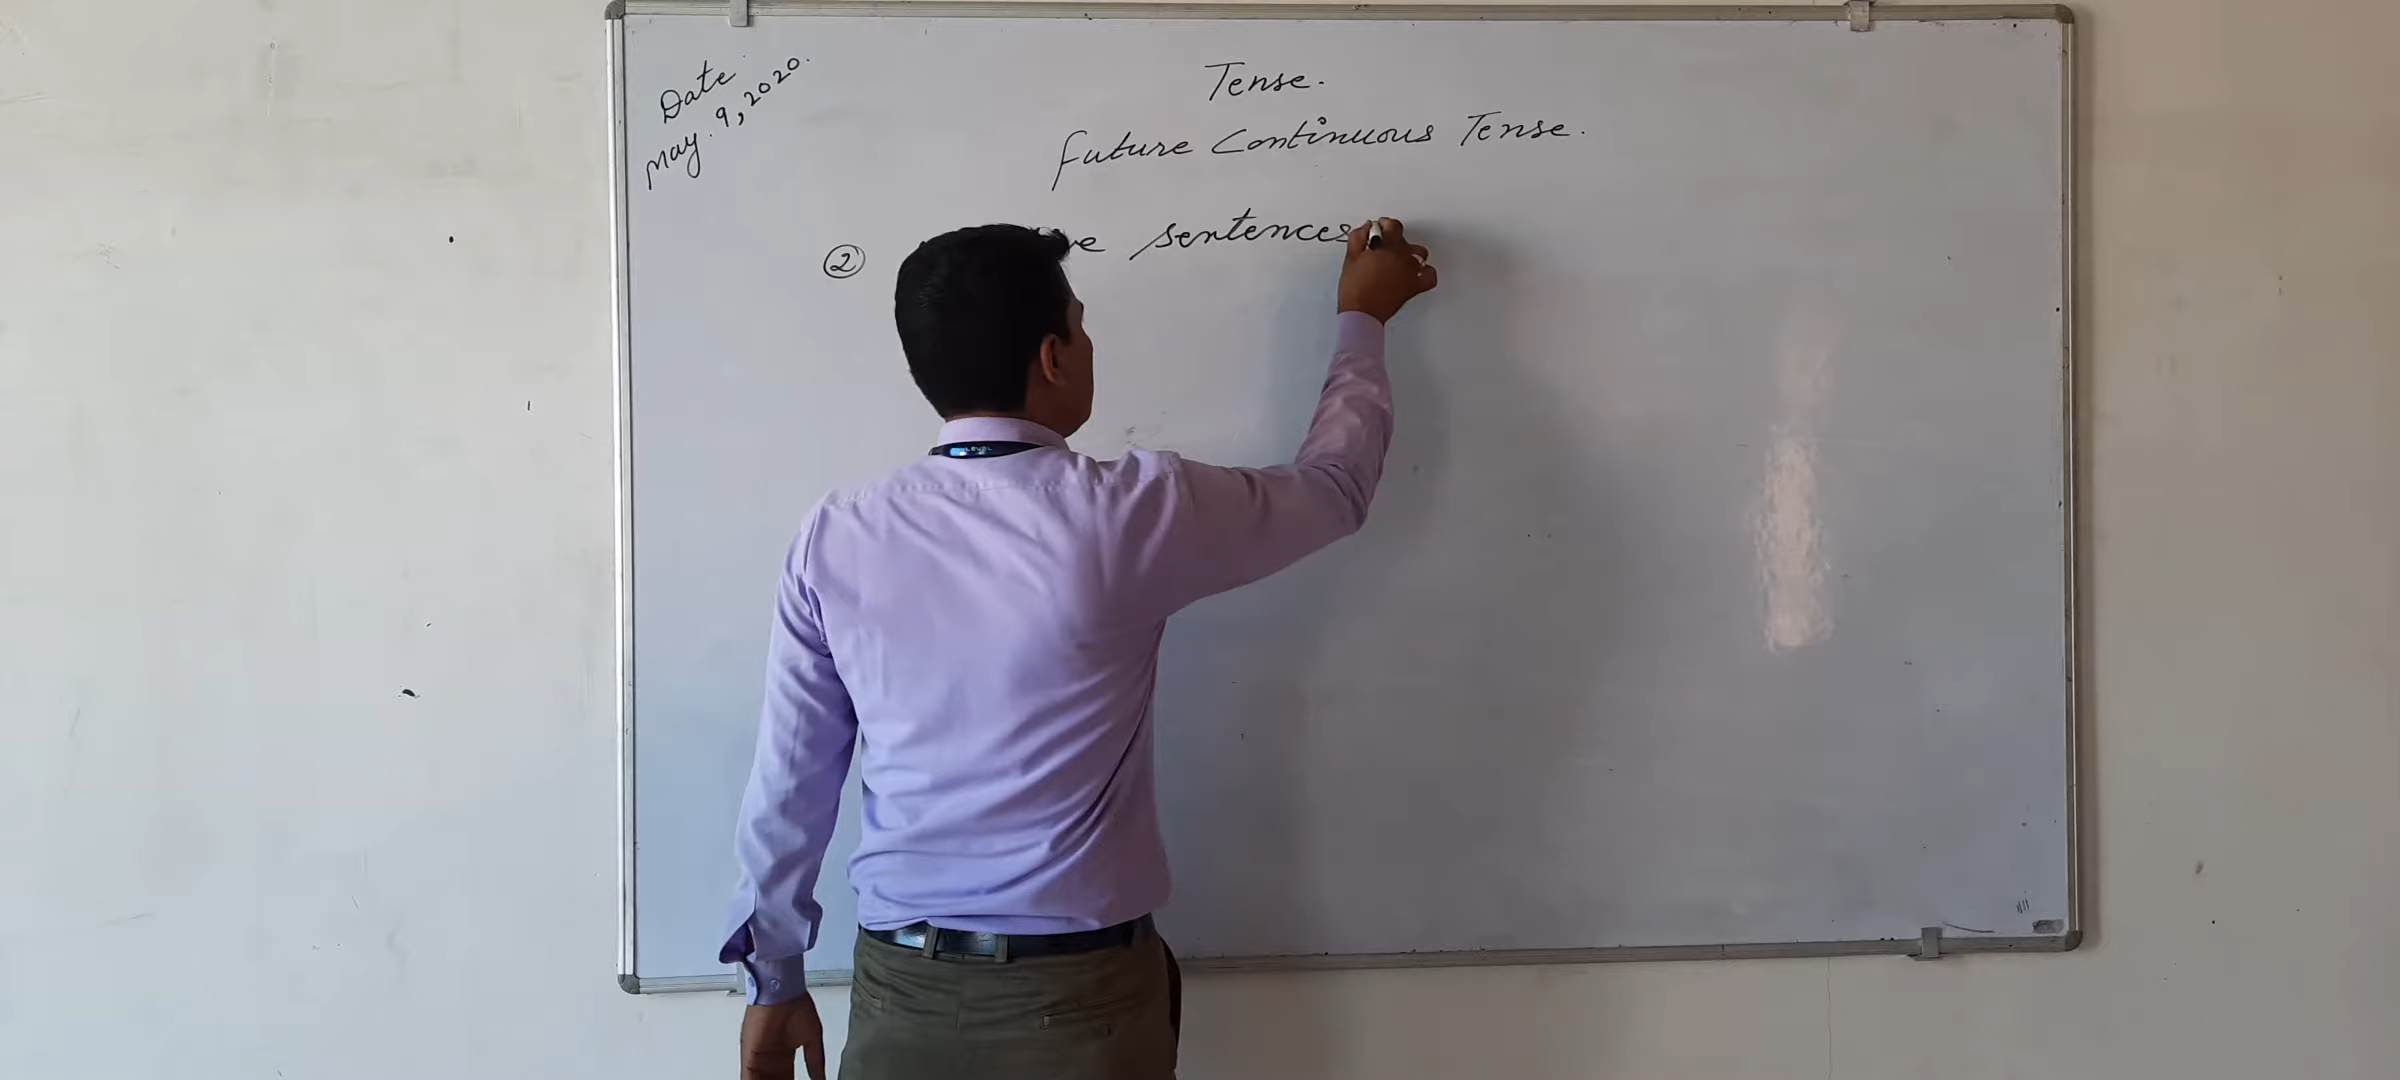 Date
May. 9, 2020.
Tense.
Future Continuous Tense.
2 sentences